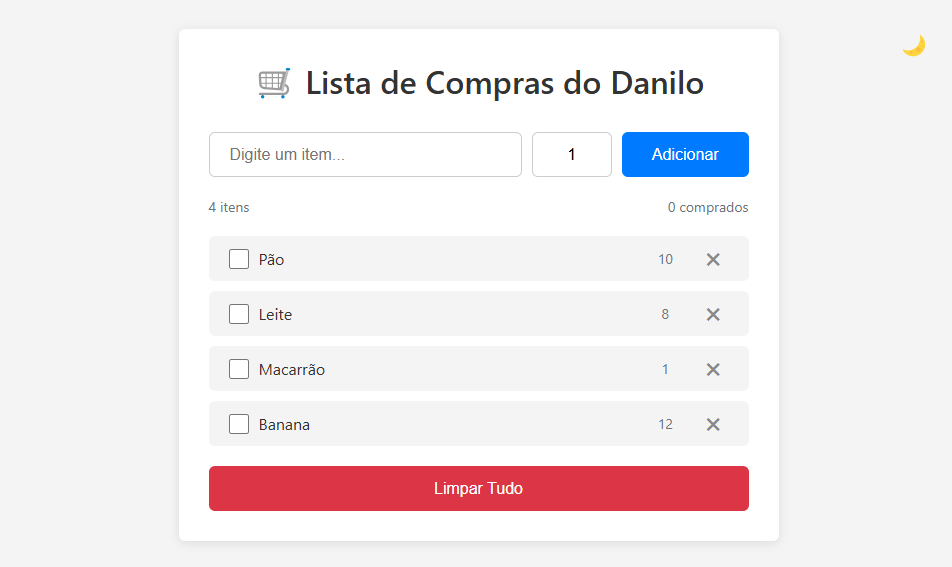 Lista de Compras do Danilo
Digite um item... 1 Adicionar
4 itens 0 comprados
Pão 10 ×
Leite 8 ×
Macarrão 1 ×
Banana 12 ×
Limpar Tudo